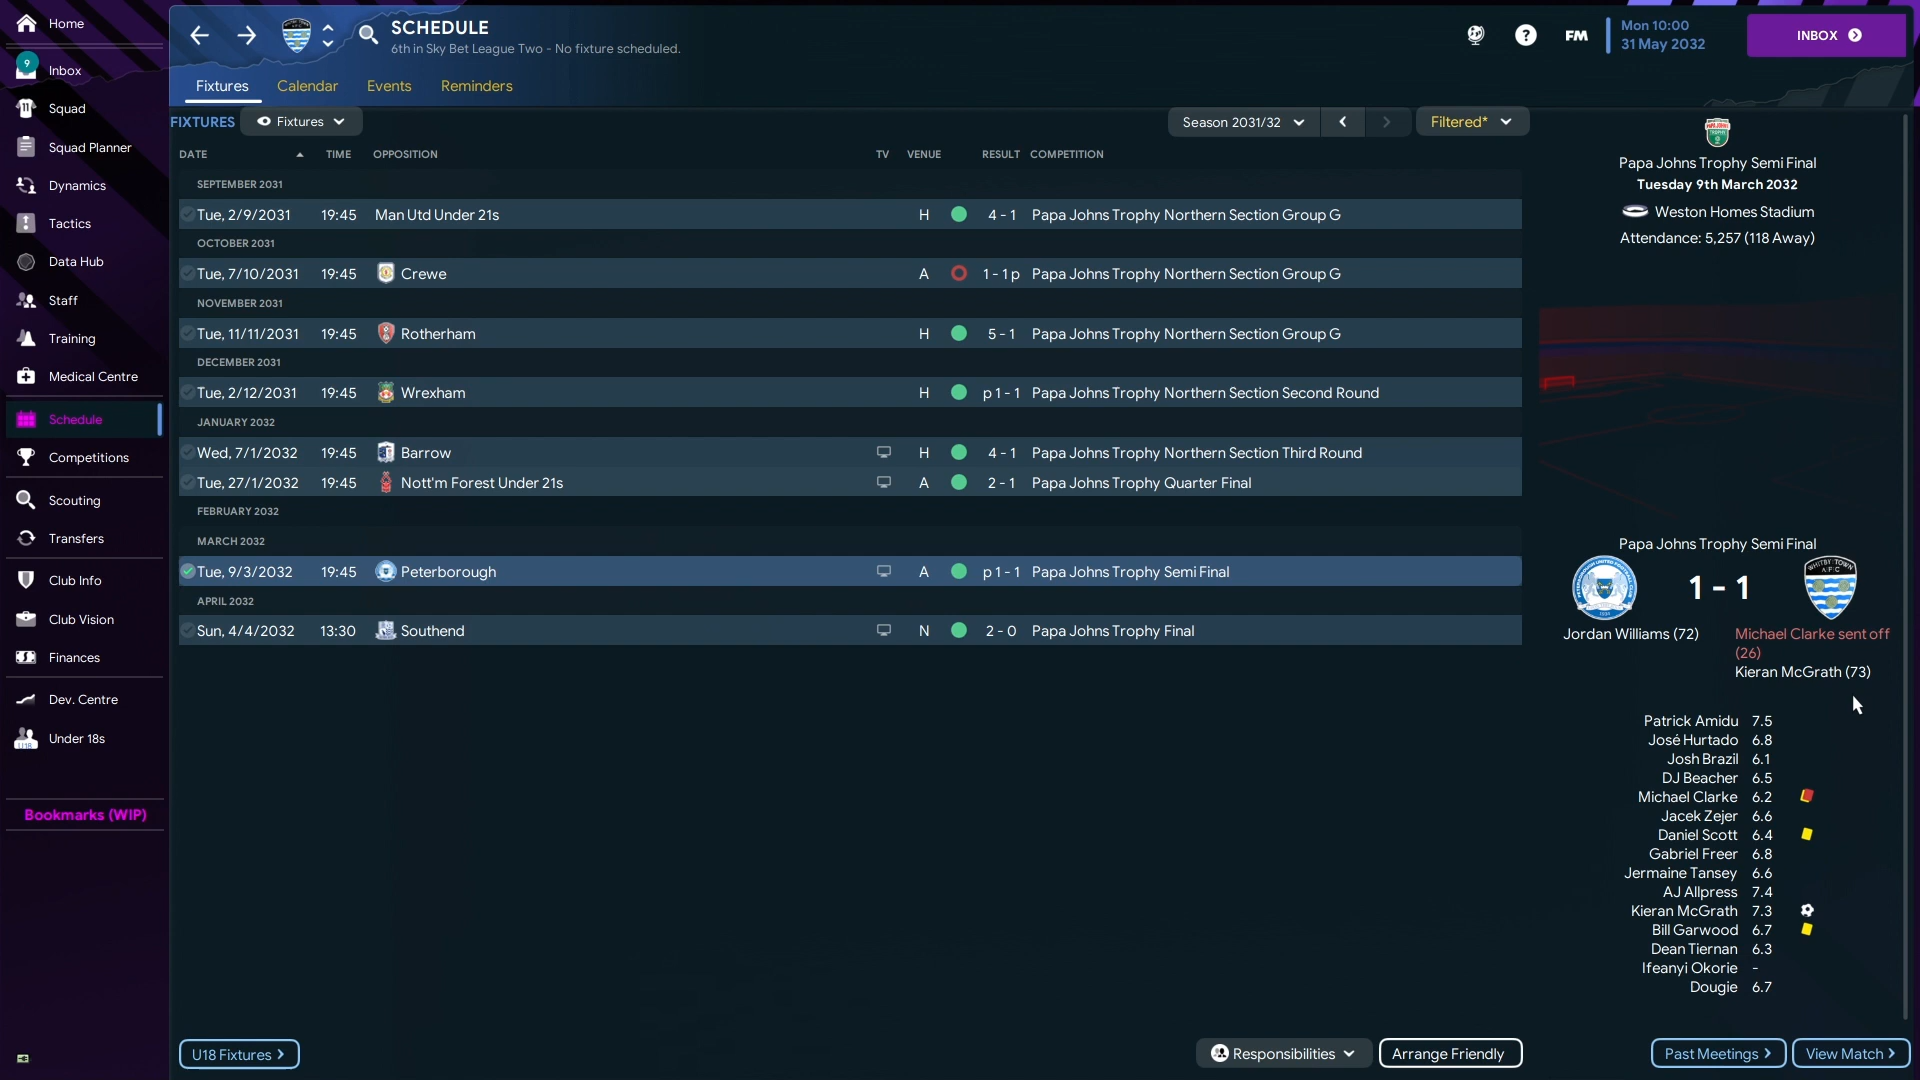 Home
9
Inbox
Squad
Squad Planner
Dynamics
Tactics
Data Hub
Staff
Training
Medical Centre
Schedule
Competitions
Scouting
Transfers
Club Info
Club Vision
Finances
Dev. Centre
Under 18s
Bookmarks (WIP)
SCHEDULE
6th in Sky Bet League Two - No fixture scheduled.
FM
Mon 10:00
31 May 2032
INBOX
Fixtures Calendar Events Reminders
FIXTURES Fixtures Season 2031/32 Filtered*
DATE TIME OPPOSITION TV VENUE RESULT COMPETITION
SEPTEMBER 2031
Tue, 2/9/2031 19:45 Man Utd Under 21s H 4 - 1 Papa Johns Trophy Northern Section Group G
OCTOBER 2031
Tue, 7/10/2031 19:45 Crewe A 1 - 1 p Papa Johns Trophy Northern Section Group G
NOVEMBER 2031
Tue, 11/11/2031 19:45 Rotherham H 5 - 1 Papa Johns Trophy Northern Section Group G
DECEMBER 2031
Tue, 2/12/2031 19:45 Wrexham H p 1 - 1 Papa Johns Trophy Northern Section Second Round
JANUARY 2032
Wed, 7/1/2032 19:45 Barrow H 4 - 1 Papa Johns Trophy Northern Section Third Round
Tue, 27/1/2032 19:45 Nott'm Forest Under 21s A 2 - 1 Papa Johns Trophy Quarter Final
FEBRUARY 2032
MARCH 2032
Tue, 9/3/2032 19:45 Peterborough A p 1 - 1 Papa Johns Trophy Semi Final
APRIL 2032
Sun, 4/4/2032 13:30 Southend N 2 - 0 Papa Johns Trophy Final
Papa Johns Trophy Semi Final
Tuesday 9th March 2032
Weston Homes Stadium
Attendance: 5,257 (118 Away)
Papa Johns Trophy Semi Final
1 - 1
WHITBY TOWN
A.F.C
Jordan Williams (72)
Michael Clarke sent off
(26)
Kieran McGrath (73)
Patrick Amidu 7.5
José Hurtado 6.8
Josh Brazil 6.1
DJ Beacher 6.5
Michael Clarke 6.2
Jacek Zejer 6.6
Daniel Scott 6.4
Gabriel Freer 6.8
Jermaine Tansey 6.6
AJ Allpress 7.4
Kieran McGrath 7.3
Bill Garwood 6.7
Dean Tiernan 6.3
Ifeanyi Okorie -
Dougie 6.7
U18 Fixtures
Responsibilities
Arrange Friendly
Past Meetings
View Match